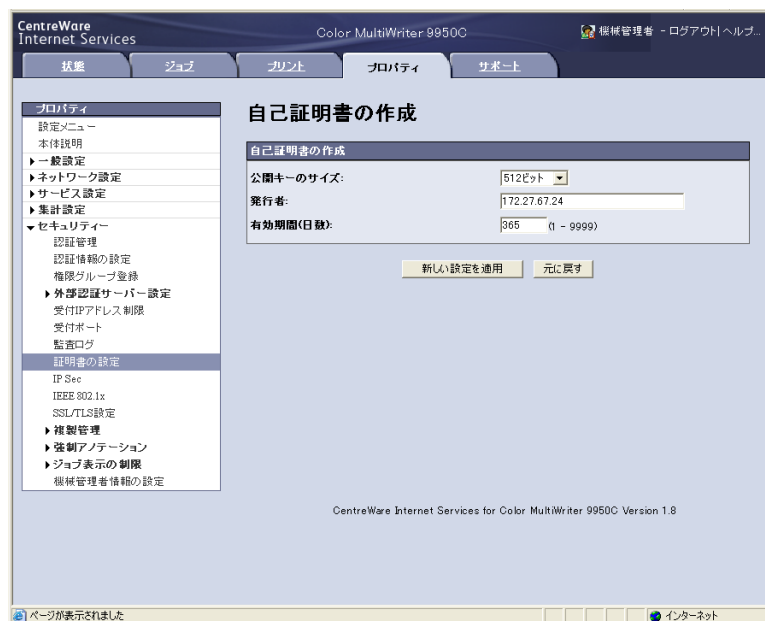 CentreWare
Internet Services
Color MultiWriter 9950C
機械管理者 - ログアウト|ヘルプ...
状態
ジョブ
プリント
プロパティ
サポート
プロパティ
設定メニュー
本体説明
一般設定
ネットワーク設定
サービス設定
集計設定
セキュリティー
認証管理
認証情報の設定
権限グループ登録
外部認証サーバー設定
受付IPアドレス制限
受付ポート
監査ログ
証明書の設定
IP Sec
IEEE 802.1x
SSL/TLS設定
複製管理
強制アノテーション
ジョブ表示の制限
機械管理者情報の設定
自己証明書の作成
自己証明書の作成
公開キーのサイズ:
512ビット
発行者:
172.27.67.24
有効期間(日数):
365
(1 - 9999)
新しい設定を適用
元に戻す
CentreWare Internet Services for Color MultiWriter 9950C Version 1.8
ページが表示されました
インターネット